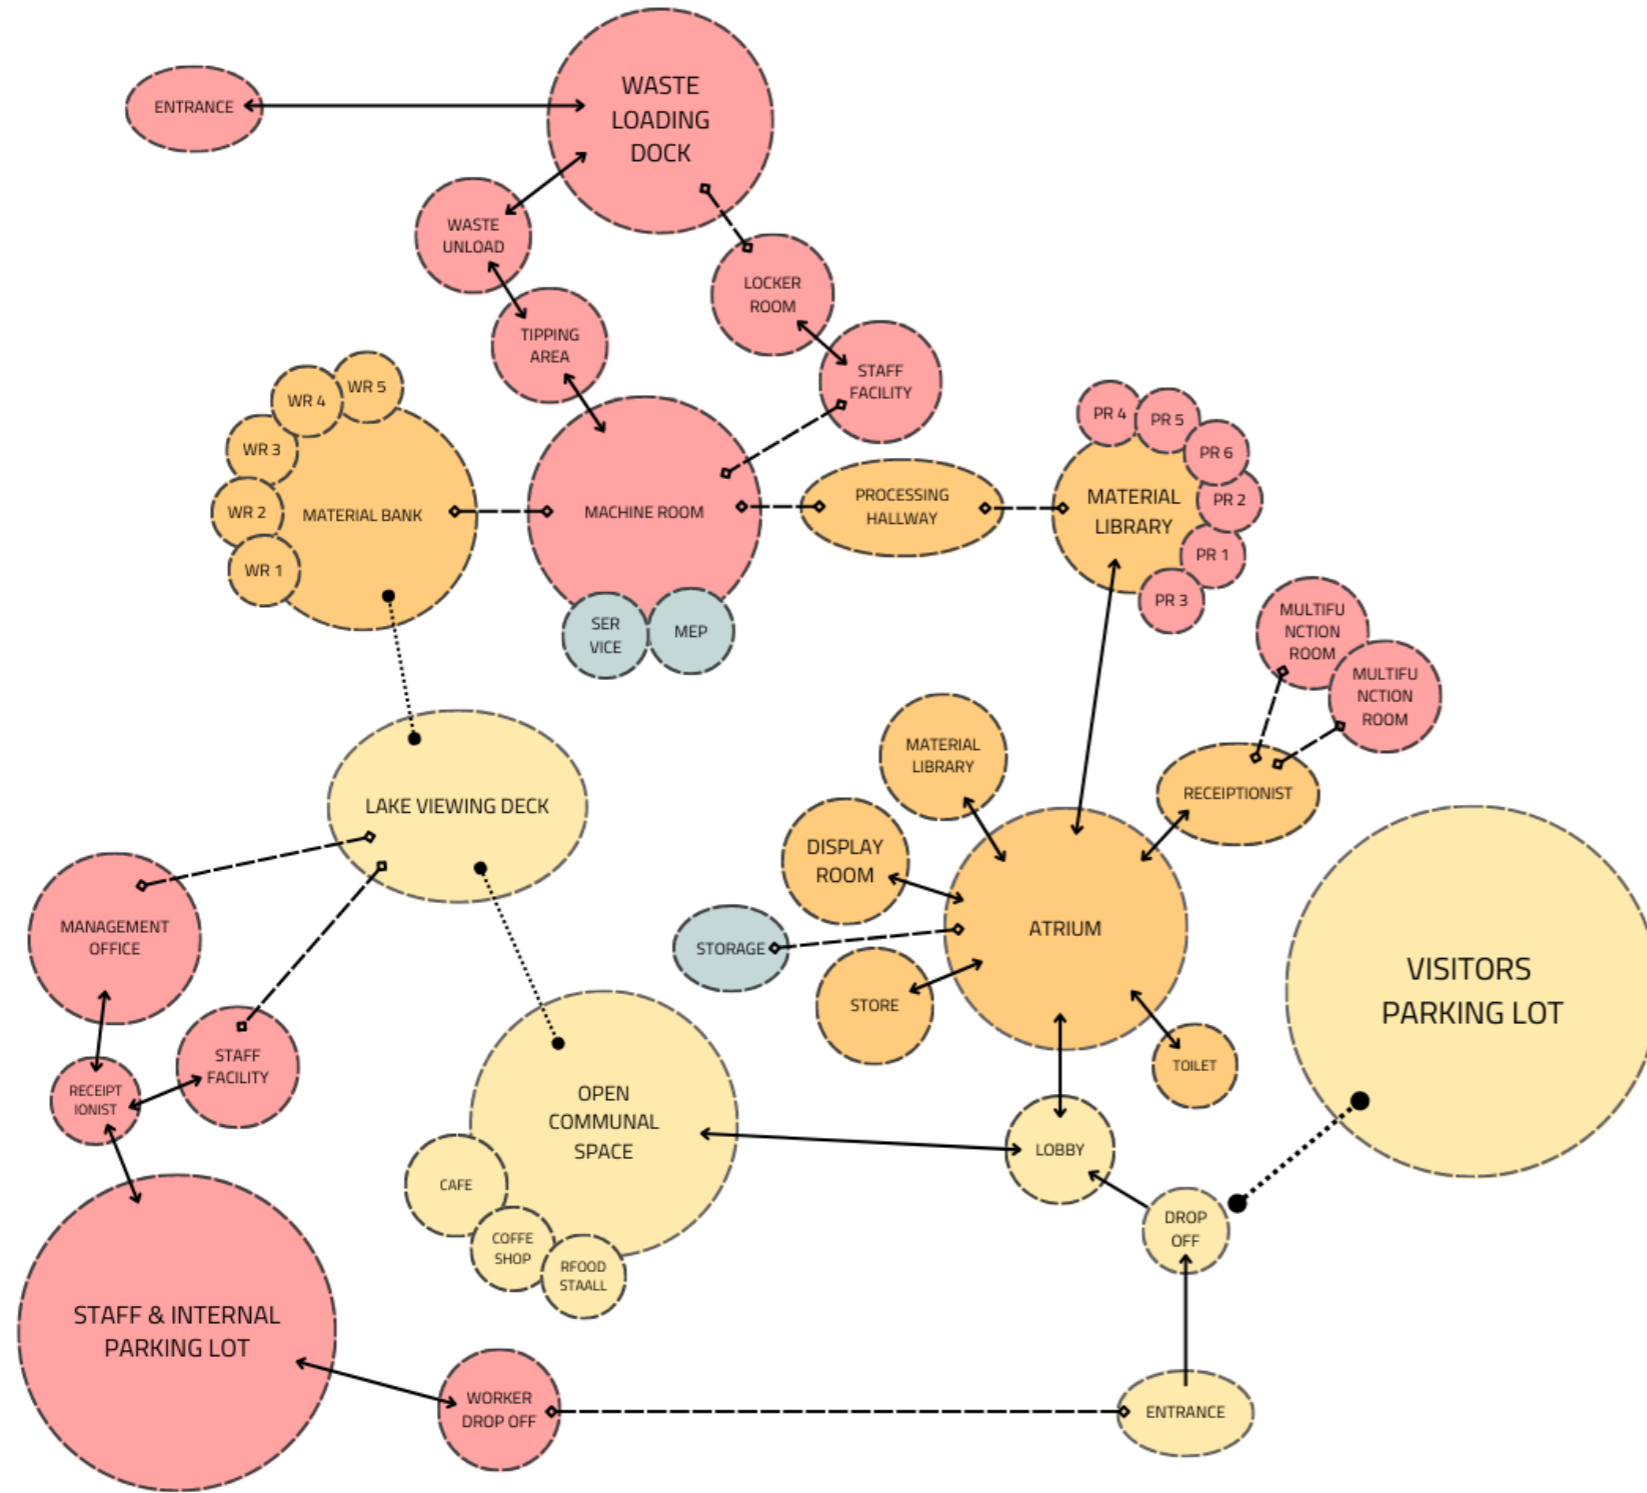 WASTE
LOADING
DOCK
ENTRANCE
WASTE
UNLOAD
LOCKER
ROOM
TIPPING
AREA
STAFF
FACILITY
WR 5
WR 4
WR 3
WR 2
WR 1
MATERIAL BANK
MACHINE ROOM
PROCESSING
HALLWAY
MATERIAL
LIBRARY
PR 4
PR 5
PR 6
PR 2
PR 1
PR 3
SER
VICE
MEP
MULTIFU
NCTION
ROOM
MULTIFU
NCTION
ROOM
MATERIAL
LIBRARY
RECEIPTIONIST
LAKE VIEWING DECK
DISPLAY
ROOM
MANAGEMENT
OFFICE
STORAGE
ATRIUM
VISITORS
PARKING LOT
STORE
STAFF
FACILITY
TOILET
RECEIPT
IONIST
OPEN
COMMUNAL
SPACE
LOBBY
CAFE
COFFE
SHOP
RFOOD
STAALL
DROP
OFF
STAFF & INTERNAL
PARKING LOT
WORKER
DROP OFF
ENTRANCE